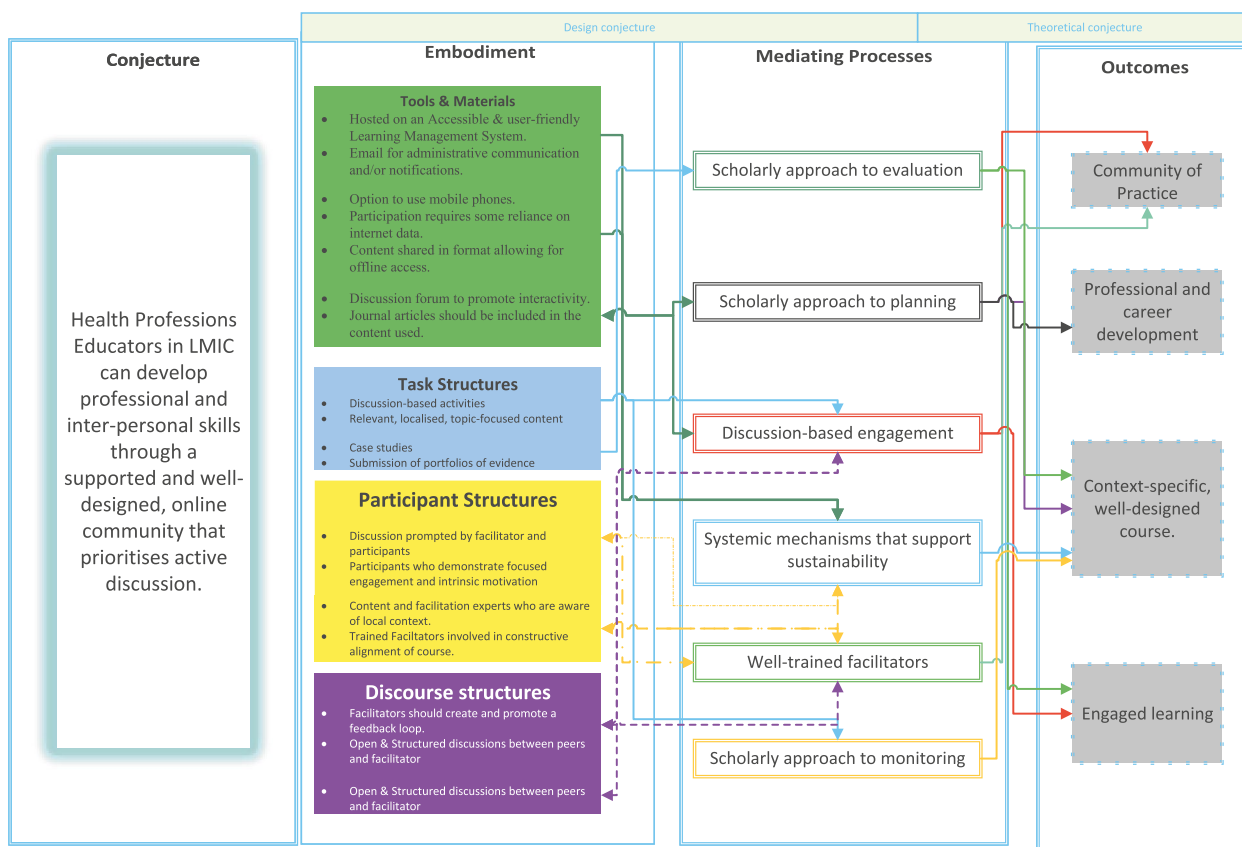 Design conjecture
Theoretical conjecture
Conjecture
Health Professions
Educators in LMIC
can develop
professional and
inter-personal skills
through a
supported and well-
designed, online
community that
prioritises active
discussion.
Embodiment
Tools & Materials
• Hosted on an Accessible & user-friendly
Learning Management System.
• Email for administrative communication
and/or notifications.
• Option to use mobile phones.
• Participation requires some reliance on
internet data.
• Content shared in format allowing for
offline access.
• Discussion forum to promote interactivity.
• Journal articles should be included in the
content used.
Task Structures
• Discussion-based activities
• Relevant, localised, topic-focused content
• Case studies
• Submission of portfolios of evidence
Participant Structures
• Discussion prompted by facilitator and
participants
• Participants who demonstrate focused
engagement and intrinsic motivation
• Content and facilitation experts who are aware
of local context.
• Trained Faciltators involved in constructive
alignment of course.
Discourse structures
• Facilitators should create and promote a
feedback loop.
• Open & Structured discussions between peers
and facilitator
• Open & Structured discussions between peers
and facilitator
Mediating Processes
Scholarly approach to evaluation
Scholarly approach to planning
Discussion-based engagement
Systemic mechanisms that support
sustainability
Well-trained facilitators
Scholarly approach to monitoring
Outcomes
Community of
Practice
Professional and
career
development
Context-specific,
well-designed
course.
Engaged learning